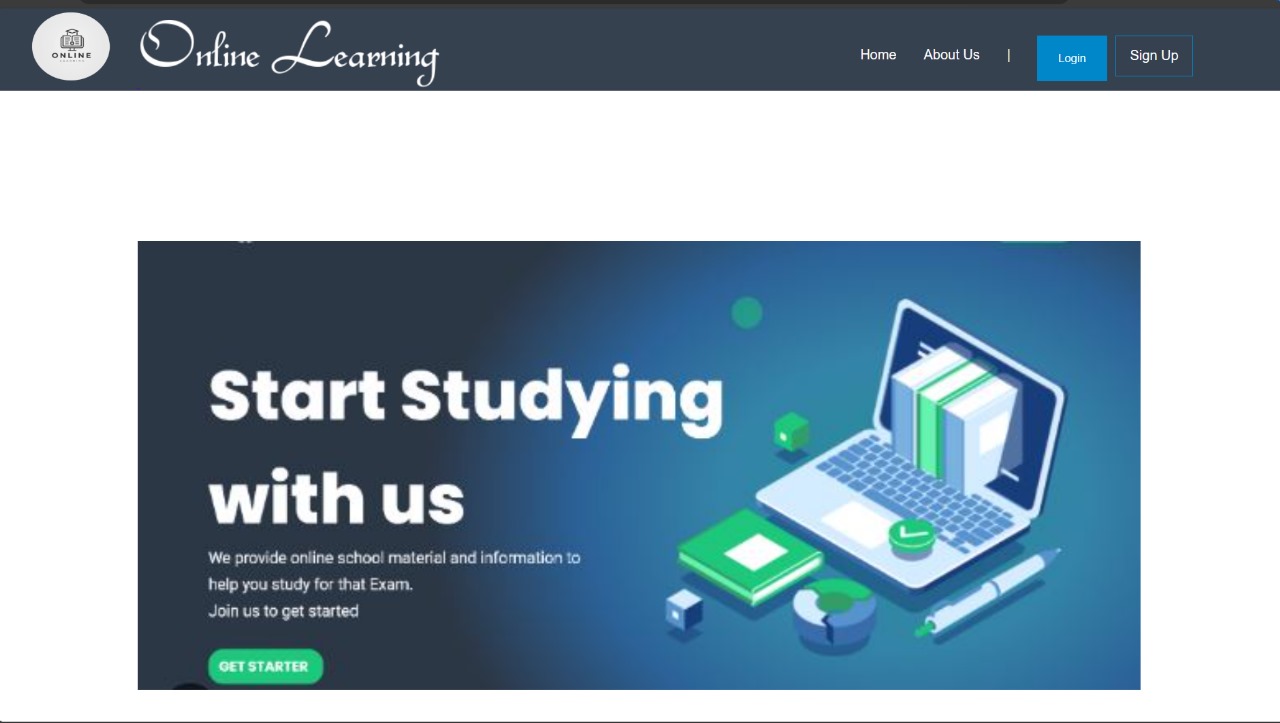 ONLINE
Online Learning
Home
About Us
|
Login
Sign Up
Start Studying
with us
We provide online school material and information to
help you study for that Exam.
Join us to get started
GET STARTER